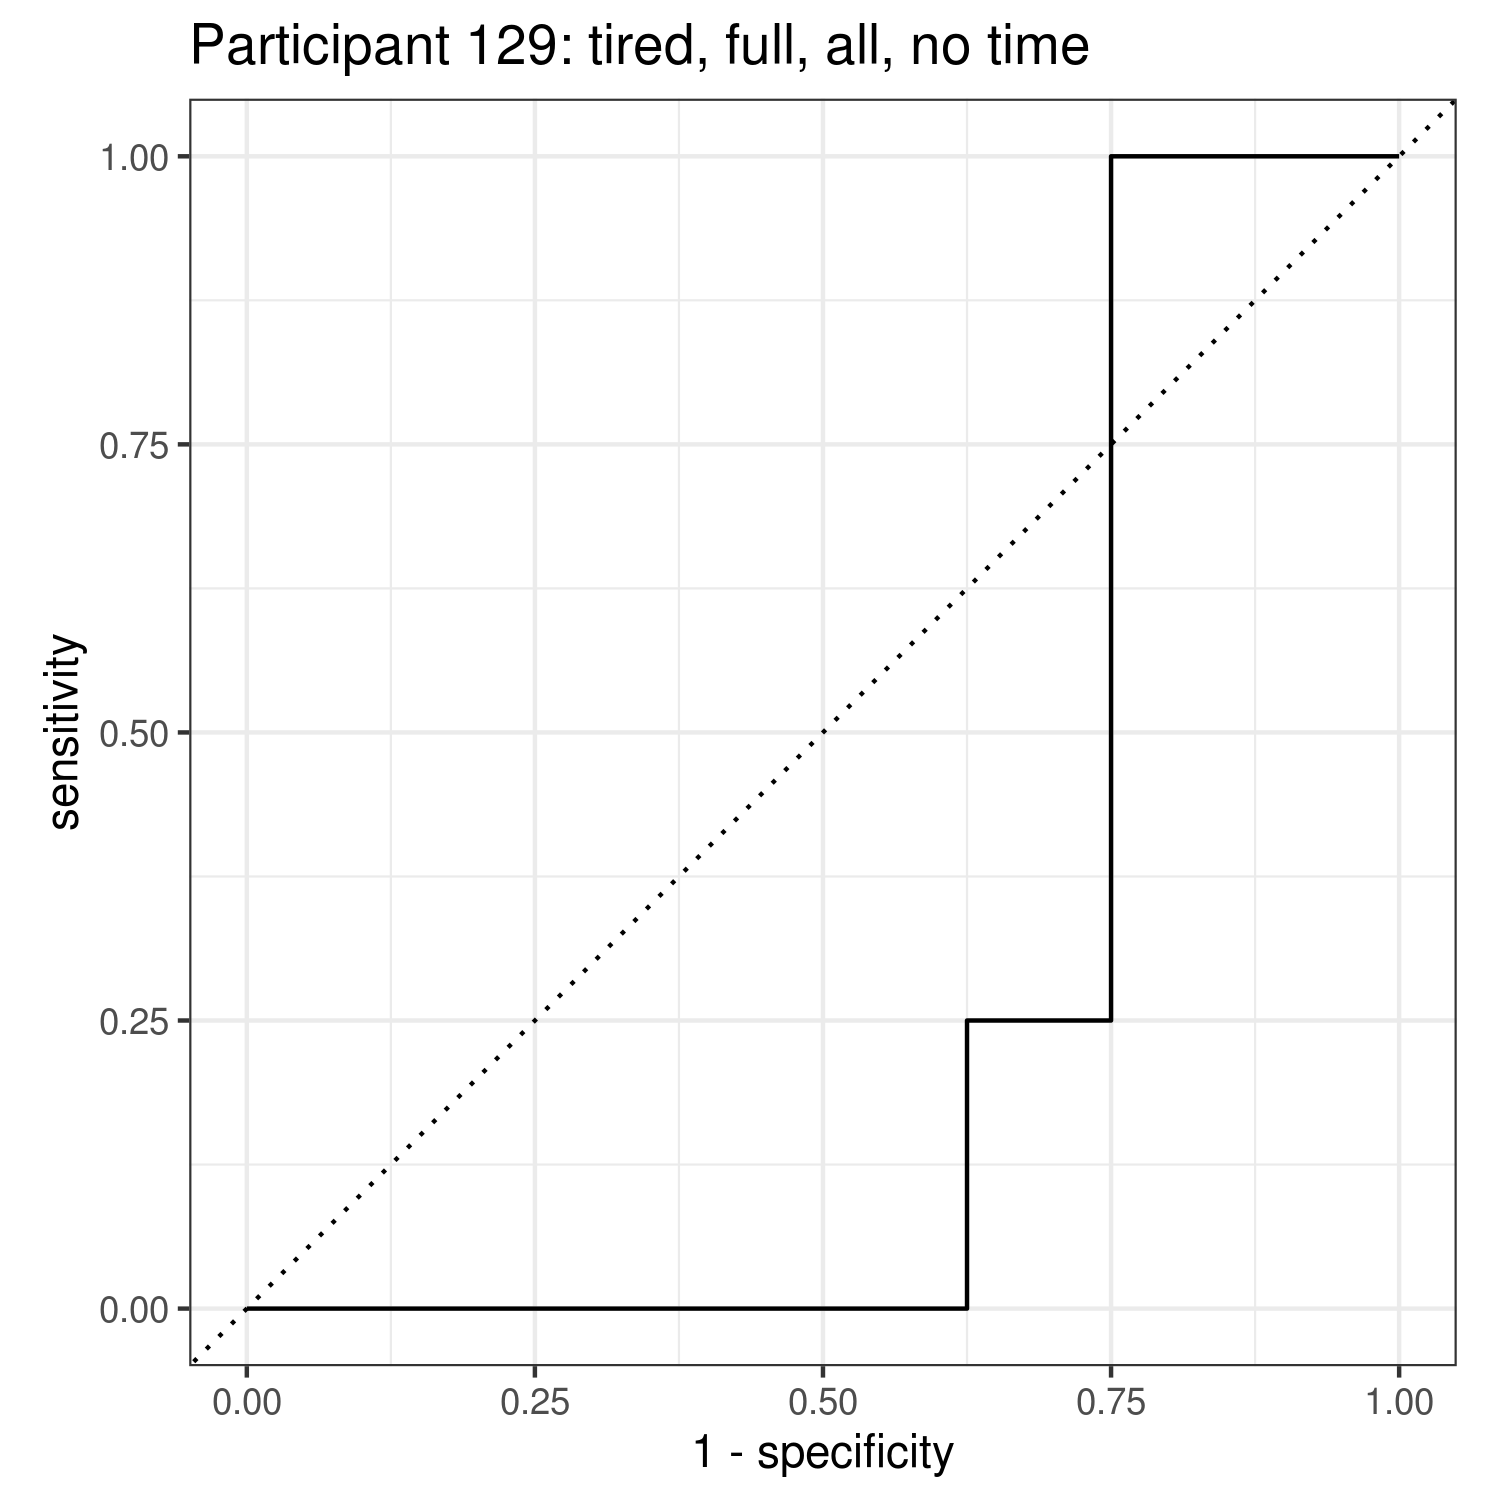 Participant 129: tired, full, all, no time
1.00
0.75
0.50
0.25
0.00
sensitivity
0.00 0.25 0.50 0.75 1.00
1 - specificity